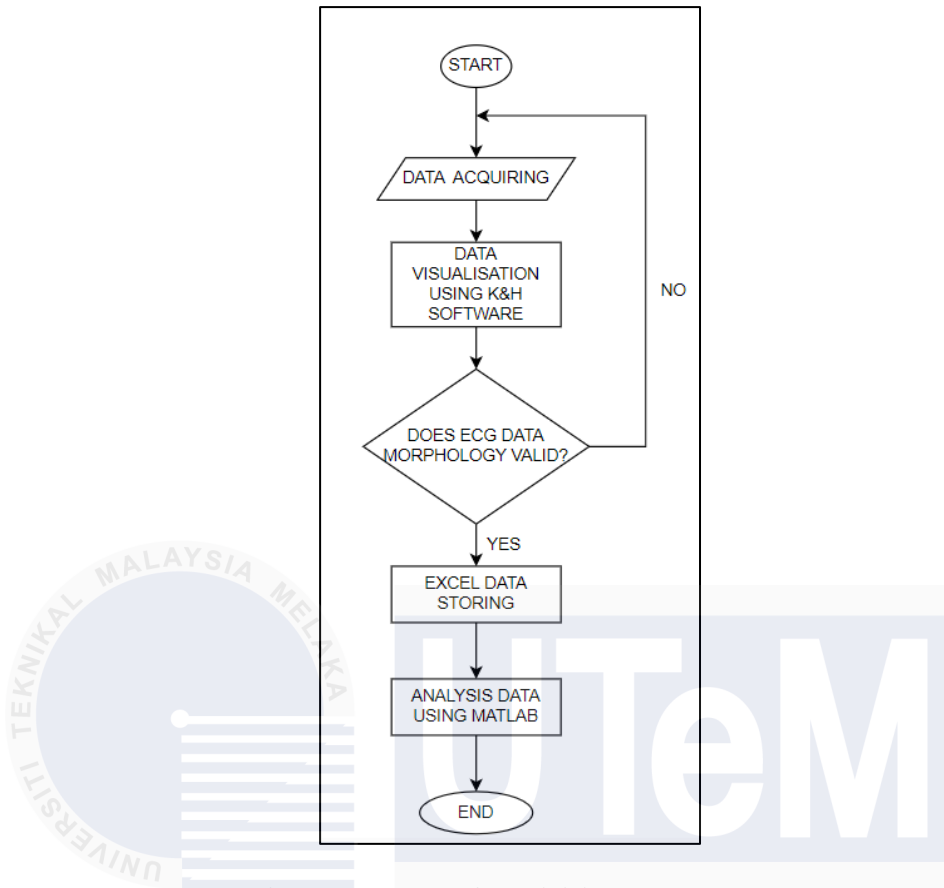 START
DATA ACQUIRING
DATA
VISUALISATION
USING K&H
SOFTWARE
NO
DOES ECG DATA
MORPHOLOGY VALID?
YES
EXCEL DATA
STORING
ANALYSIS DATA
USING MATLAB
END
UNIVERSITI TEKNIKAL MALAYSIA MELAKA
UTeM